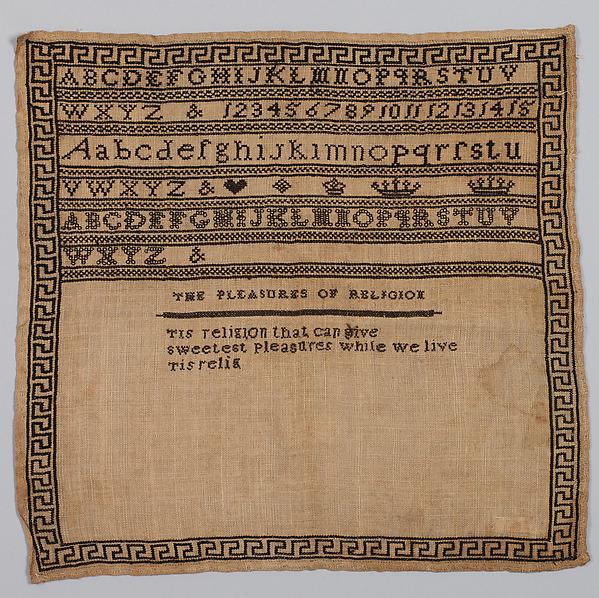 ABCDEFGHIJKLMNOPQRSTUV
WXYZ & 123456789101112131415
Aabcdefghijklmnopqrrstu
VWXYZ &
ABCDEFGHIJKLMNOPQRSTUV
WXYZ &
THE PLEASURES OF RELIGION
TIS religion that can give
sweetest pleasures while we live
Tis relig